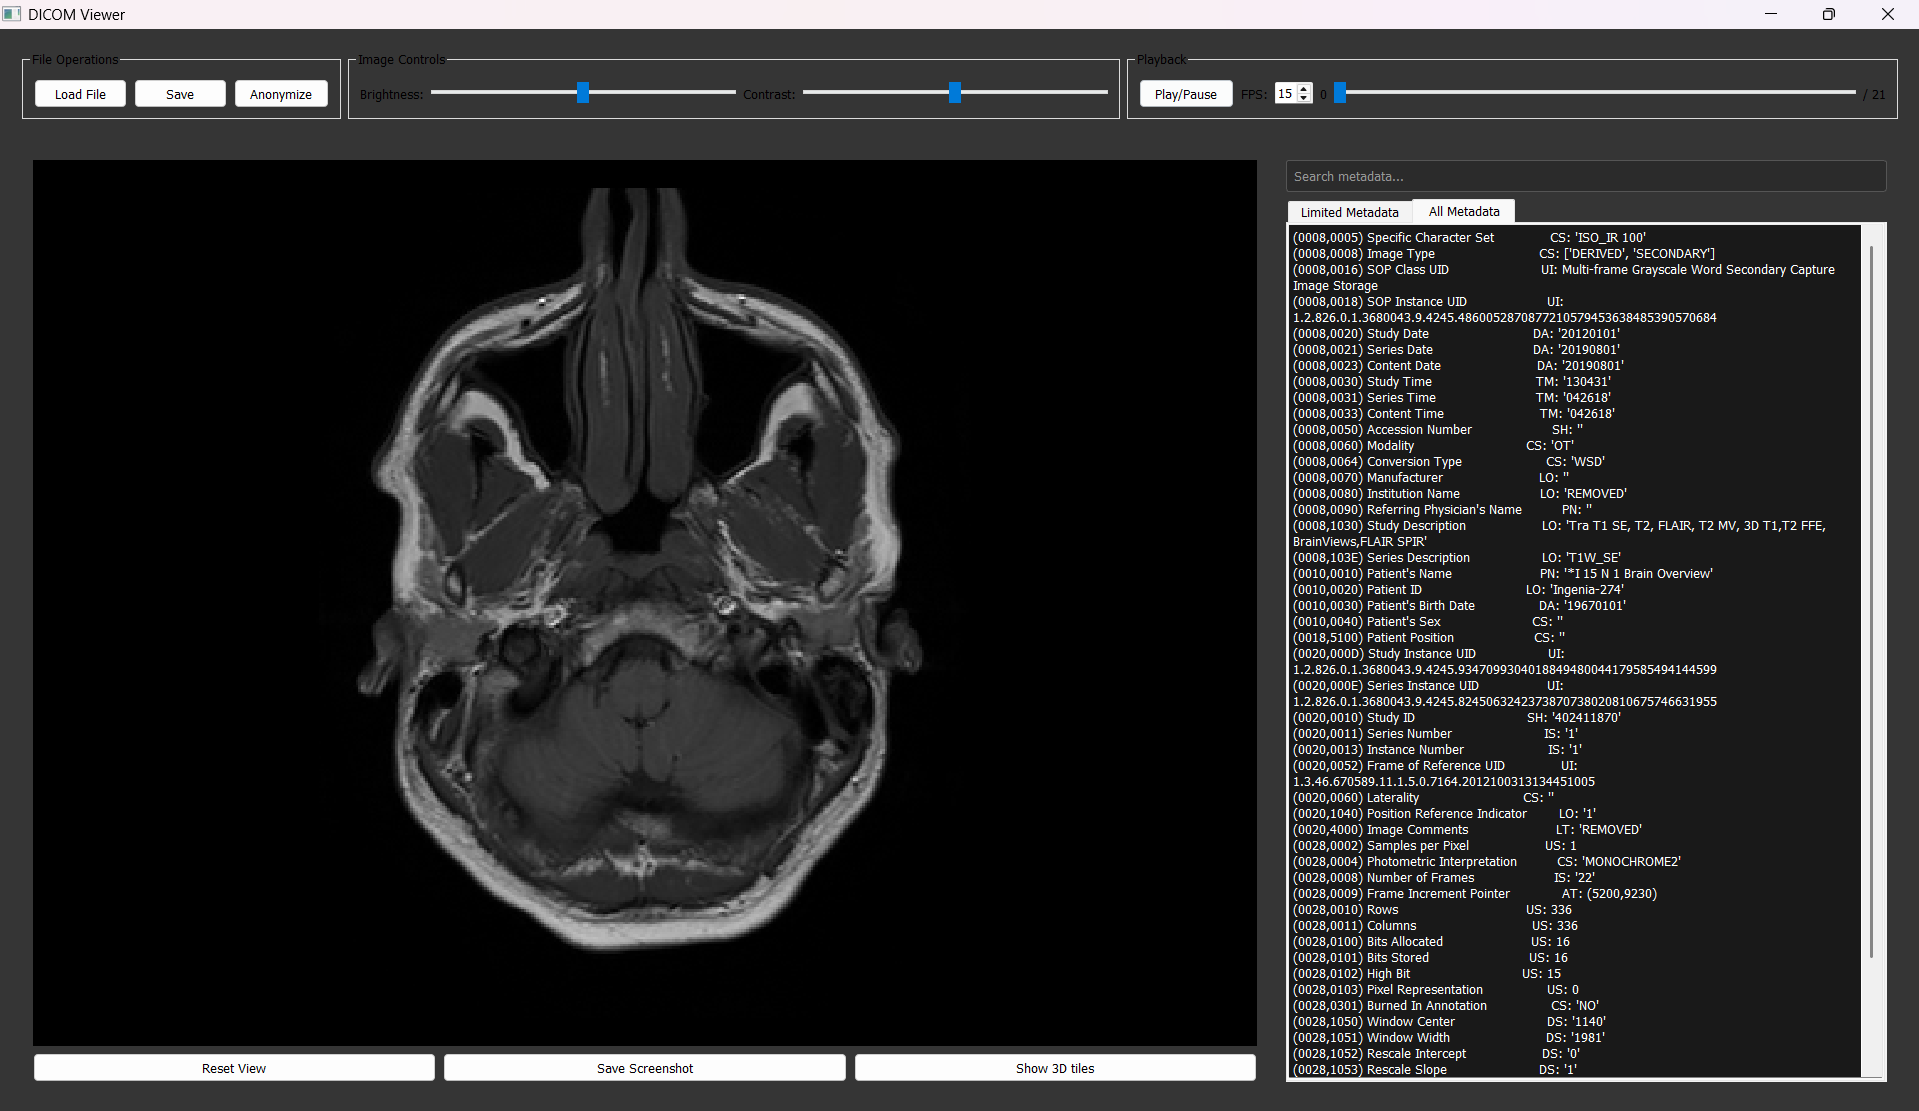 DICOM Viewer
File Operations
Load File Save Anonymize
Image Controls
Brightness: Contrast:
Playback
Play/Pause FPS: 15 0 / 21
Search metadata...
Limited Metadata All Metadata
(0008,0005) Specific Character Set CS: 'ISO_IR 100'
(0008,0008) Image Type CS: ['DERIVED', 'SECONDARY']
(0008,0016) SOP Class UID UI: Multi-frame Grayscale Word Secondary Capture
Image Storage
(0008,0018) SOP Instance UID UI:
1.2.826.0.1.3680043.9.4245.4860052870877210579453638485390570684
(0008,0020) Study Date DA: '20120101'
(0008,0021) Series Date DA: '20190801'
(0008,0023) Content Date DA: '20190801'
(0008,0030) Study Time TM: '130431'
(0008,0031) Series Time TM: '042618'
(0008,0033) Content Time TM: '042618'
(0008,0050) Accession Number SH: ''
(0008,0060) Modality CS: 'OT'
(0008,0064) Conversion Type CS: 'WSD'
(0008,0070) Manufacturer LO: ''
(0008,0080) Institution Name LO: 'REMOVED'
(0008,0090) Referring Physician's Name PN: ''
(0008,1030) Study Description LO: 'Tra T1 SE, T2, FLAIR, T2 MV, 3D T1,T2 FFE,
BrainViews,FLAIR SPIR'
(0008,103E) Series Description LO: 'T1W_SE'
(0010,0010) Patient's Name PN: '*I 15 N 1 Brain Overview'
(0010,0020) Patient ID LO: 'Ingenia-274'
(0010,0030) Patient's Birth Date DA: '19670101'
(0010,0040) Patient's Sex CS: ''
(0018,5100) Patient Position CS: ''
(0020,000D) Study Instance UID UI:
1.2.826.0.1.3680043.9.4245.934709930401884948004417958549414​4599
(0020,000E) Series Instance UID UI:
1.2.826.0.1.3680043.9.4245.82450632423738707380208106757466​31955
(0020,0010) Study ID SH: '402411870'
(0020,0011) Series Number IS: '1'
(0020,0013) Instance Number IS: '1'
(0020,0052) Frame of Reference UID UI:
1.3.46.670589.11.1.5.0.7164.2012100313134451005
(0020,0060) Laterality CS: ''
(0020,1040) Position Reference Indicator LO: '1'
(0020,4000) Image Comments LT: 'REMOVED'
(0028,0002) Samples per Pixel US: 1
(0028,0004) Photometric Interpretation CS: 'MONOCHROME2'
(0028,0008) Number of Frames IS: '22'
(0028,0009) Frame Increment Pointer AT: (5200,9230)
(0028,0010) Rows US: 336
(0028,0011) Columns US: 336
(0028,0100) Bits Allocated US: 16
(0028,0101) Bits Stored US: 16
(0028,0102) High Bit US: 15
(0028,0103) Pixel Representation US: 0
(0028,0301) Burned In Annotation CS: 'NO'
(0028,1050) Window Center DS: '1140'
(0028,1051) Window Width DS: '1981'
(0028,1052) Rescale Intercept DS: '0'
(0028,1053) Rescale Slope DS: '1'
Reset View Save Screenshot Show 3D tiles